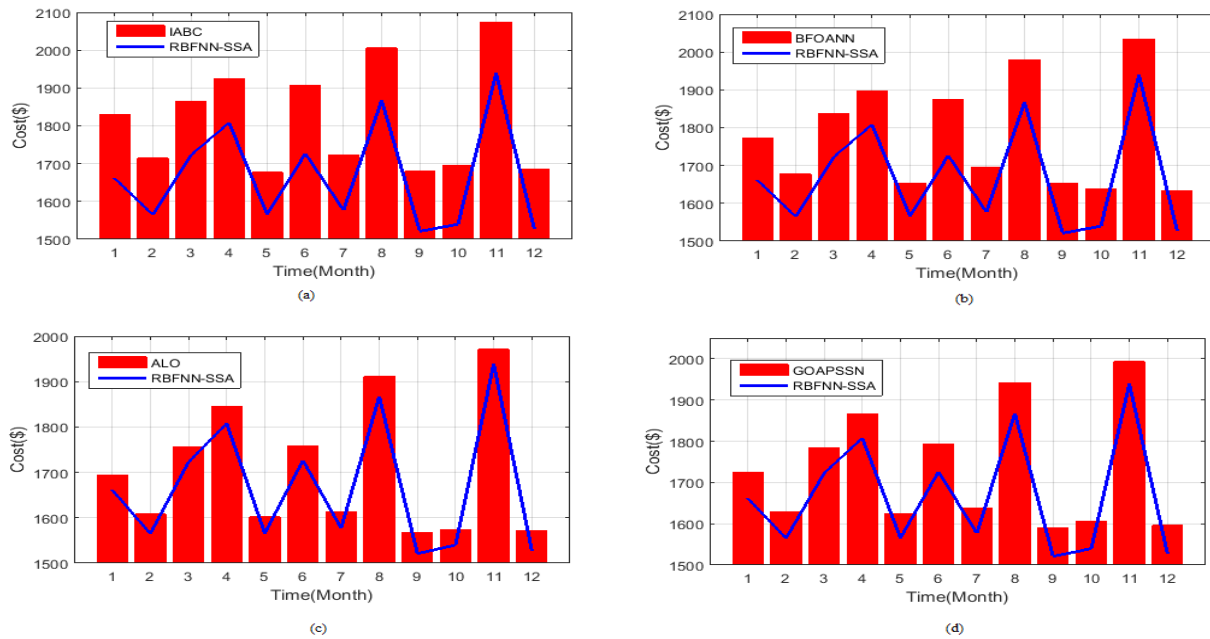 2100
2000
1900
1800
1700
1600
1500
Cost($)
IABC
RBFNN-SSA
1 2 3 4 5 6 7 8 9 10 11 12
Time(Month)
(a)
2100
2000
1900
1800
1700
1600
1500
Cost($)
BFOANN
RBFNN-SSA
1 2 3 4 5 6 7 8 9 10 11 12
Time(Month)
(b)
2000
1900
1800
1700
1600
1500
Cost($)
ALO
RBFNN-SSA
1 2 3 4 5 6 7 8 9 10 11 12
Time(Month)
(c)
2000
1900
1800
1700
1600
1500
Cost($)
GOAPSSN
RBFNN-SSA
1 2 3 4 5 6 7 8 9 10 11 12
Time(Month)
(d)